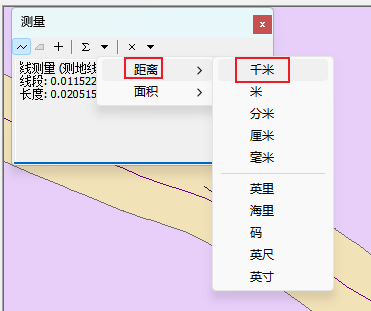 测量
线测量 (测地线
线段: 0.011522
长度: 0.020515
距离
面积
千米
米
分米
厘米
毫米
英里
海里
码
英尺
英寸